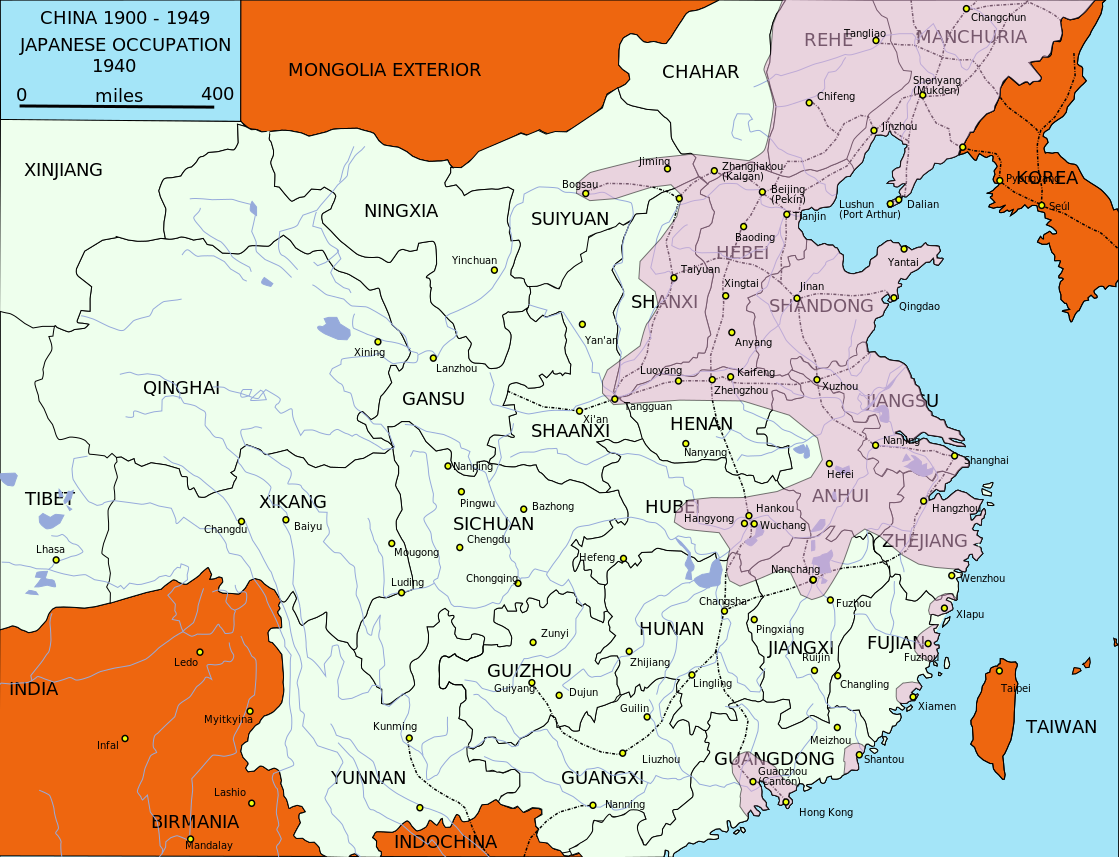 CHINA 1900 - 1949
JAPANESE OCCUPATION
1940
0 miles 400
MONGOLIA EXTERIOR
CHAHAR
REHE
Tangliao
MANCHURIA
Changchun
Shenyang
(Mukden)
Chifeng
Jinzhou
XINJIANG
NINGXIA
SUIYUAN
Jiming
Bogsau
Zhangjiakou
(Kalgan)
Beijing
(Pekin)
Tianjin
Lushun
(Port Arthur)
Dalian
Pyongyang
KOREA
Seúl
Baoding
HEBEI
Yinchuan
Taiyuan
Xingtai
Jinan
Yantai
SHANXI
SHANDONG
Qingdao
Yan'an
Anyang
Xining
Lanzhou
QINGHAI
GANSU
Luoyang
Kaifeng
Zhengzhou
Xuzhou
Tangguan
JIANGSU
Xi'an
SHAANXI
HENAN
Nanyang
Nanjing
Shanghai
Nanping
Hefei
TIBET
XIKANG
Pingwu
Bazhong
HUBEI
Hankou
Hangyong
Wuchang
ANHUI
Hangzhou
Changdu
Baiyu
SICHUAN
Chengdu
ZHEJIANG
Lhasa
Mougong
Hefeng
Luding
Chongqing
Nanchang
Wenzhou
Changsha
Fuzhou
Xlapu
Zunyi
HUNAN
Pingxiang
JIANGXI
FUJIAN
Fuzhou
Ledo
Zhijiang
Ruijin
GUIZHOU
Guiyang
Dujun
Lingling
Changling
INDIA
Taipei
Myitkyina
Guilin
Xiamen
TAIWAN
Infal
Kunming
Meizhou
Liuzhou
GUANGDONG
Shantou
YUNNAN
GUANGXI
Guanzhou
(Canton)
Lashio
Nanning
Hong Kong
BIRMANIA
Mandalay
INDOCHINA